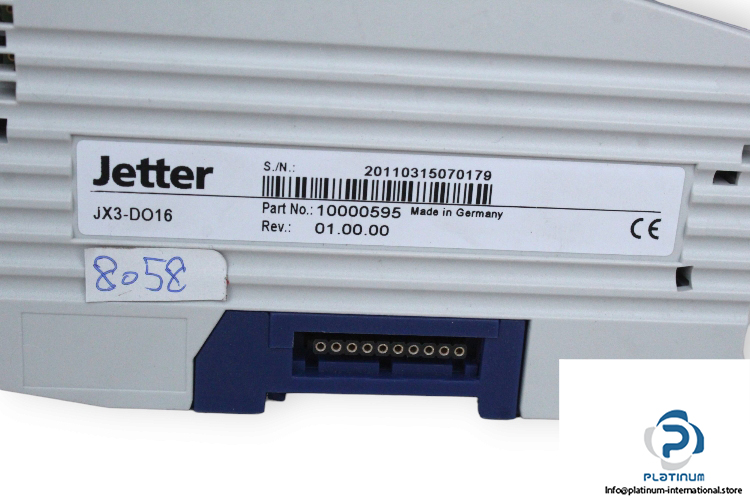 Jetter
JX3-DO16
S./N.: 20110315070179
Part No.: 10000595 Made in Germany
Rev.: 01.00.00
CE
8058
PLATINUM
Info@platinum-international.store